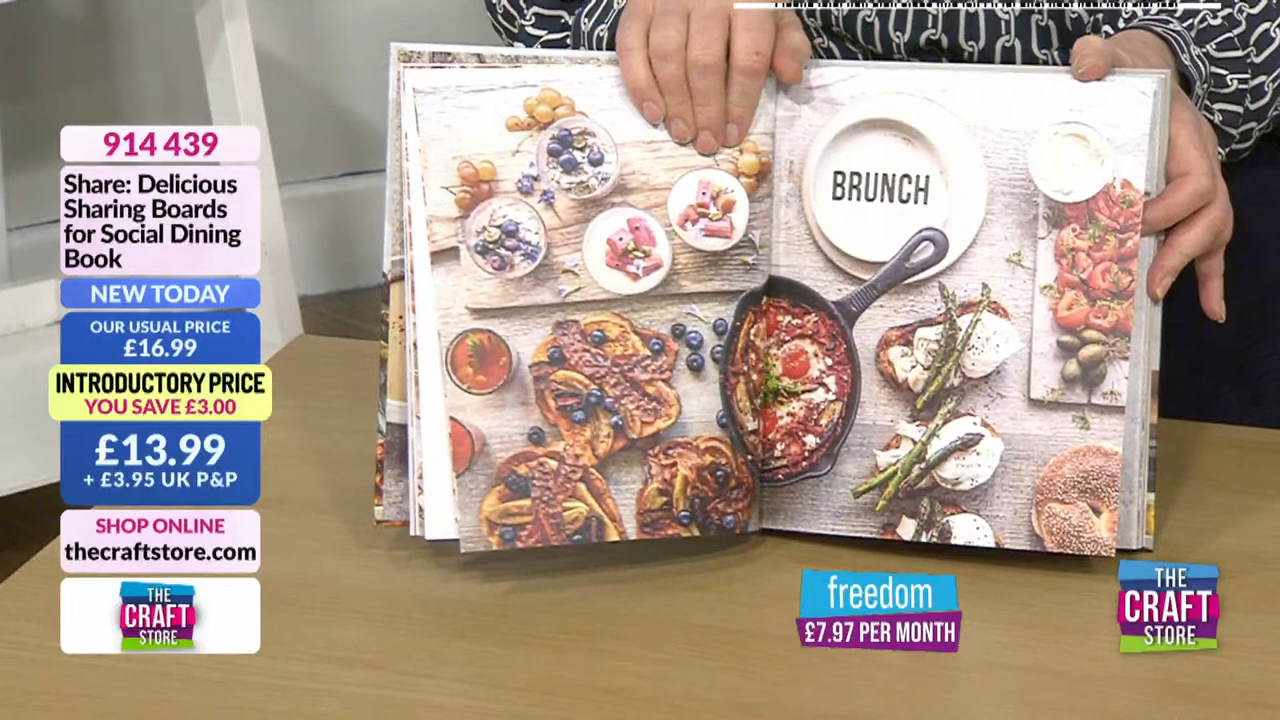 914 439
Share: Delicious
Sharing Boards
for Social Dining
Book
NEW TODAY
OUR USUAL PRICE
£16.99
INTRODUCTORY PRICE
YOU SAVE £3.00
£13.99
+ £3.95 UK P&P
SHOP ONLINE
thecraftstore.com
THE
CRAFT
STORE
BRUNCH
freedom
£7.97 PER MONTH
THE
CRAFT
STORE